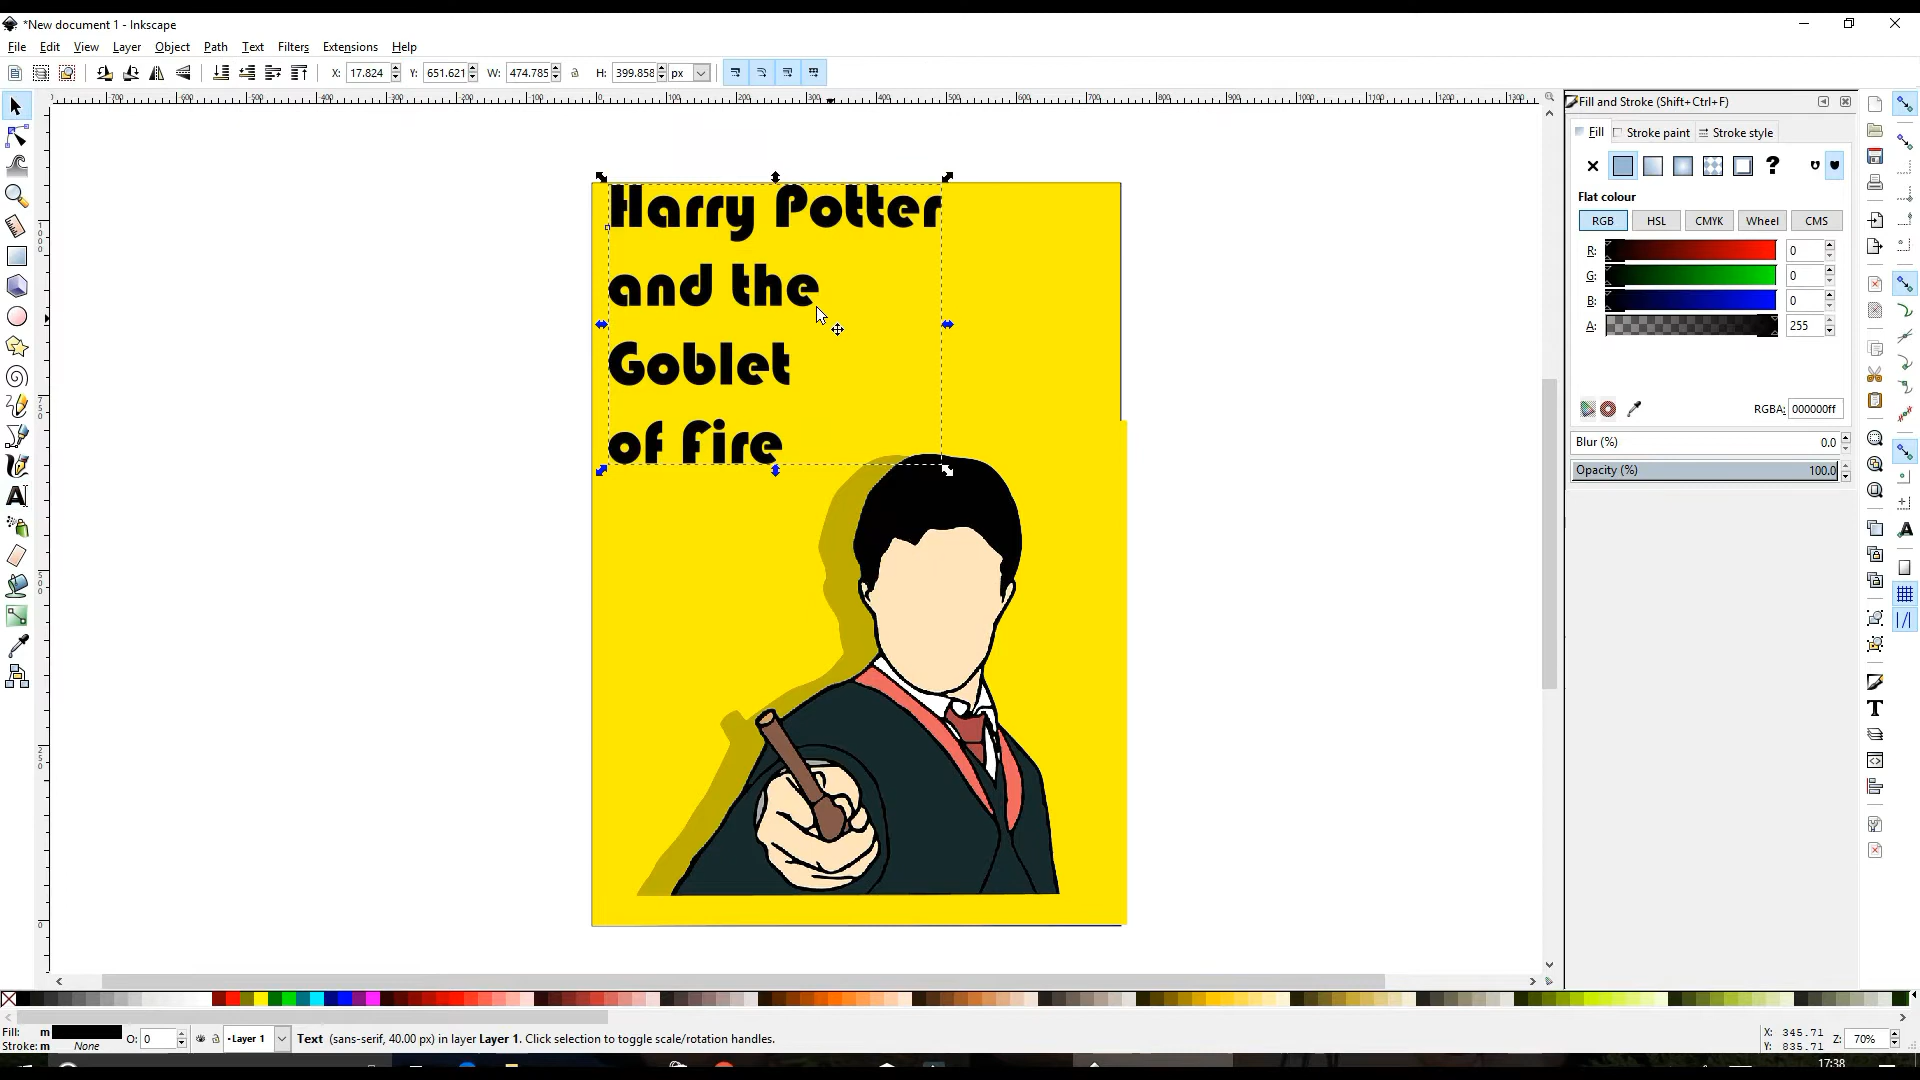 *New document 1 - Inkscape
File Edit View Layer Object Path Text Filters Extensions Help
X: 17.824 Y: 651.621 W: 474.785 H: 399.858 px
Fill and Stroke (Shift+Ctrl+F)
Fill Stroke paint Stroke style
Flat colour
RGB HSL CMYK Wheel CMS
R: 0
G: 0
B: 0
A: 255
RGBA: 000000ff
Blur (%) 0.0
Opacity (%) 100.0
Harry Potter
and the
Goblet
of Fire
Fill: m
Stroke: m None
O: 0
Layer 1
Text (sans-serif, 40.00 px) in layer Layer 1. Click selection to toggle scale/rotation handles.
X: 345.71
Y: 835.71
Z: 70%
17:38